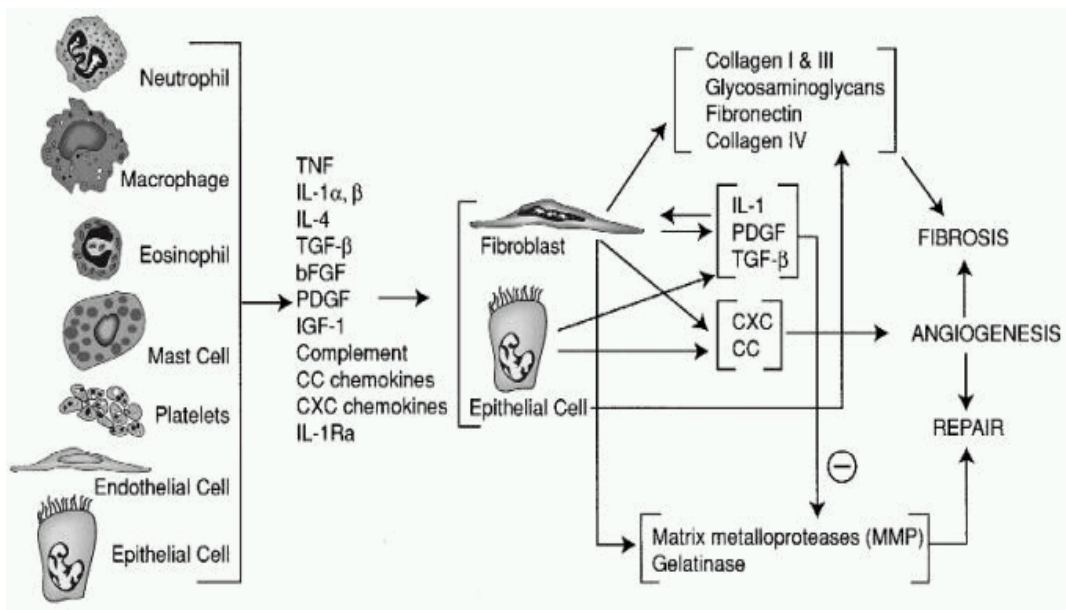 Neutrophil
Macrophage
Eosinophil
Mast Cell
Platelets
Endothelial Cell
Epithelial Cell
TNF
IL-1α, β
IL-4
TGF-β
bFGF
PDGF
IGF-1
Complement
CC chemokines
CXC chemokines
IL-1Ra
Fibroblast
Epithelial Cell
Collagen I & III
Glycosaminoglycans
Fibronectin
Collagen IV
IL-1
PDGF
TGF-β
CXC
CC
FIBROSIS
ANGIOGENESIS
REPAIR
−
Matrix metalloproteases (MMP)
Gelatinase